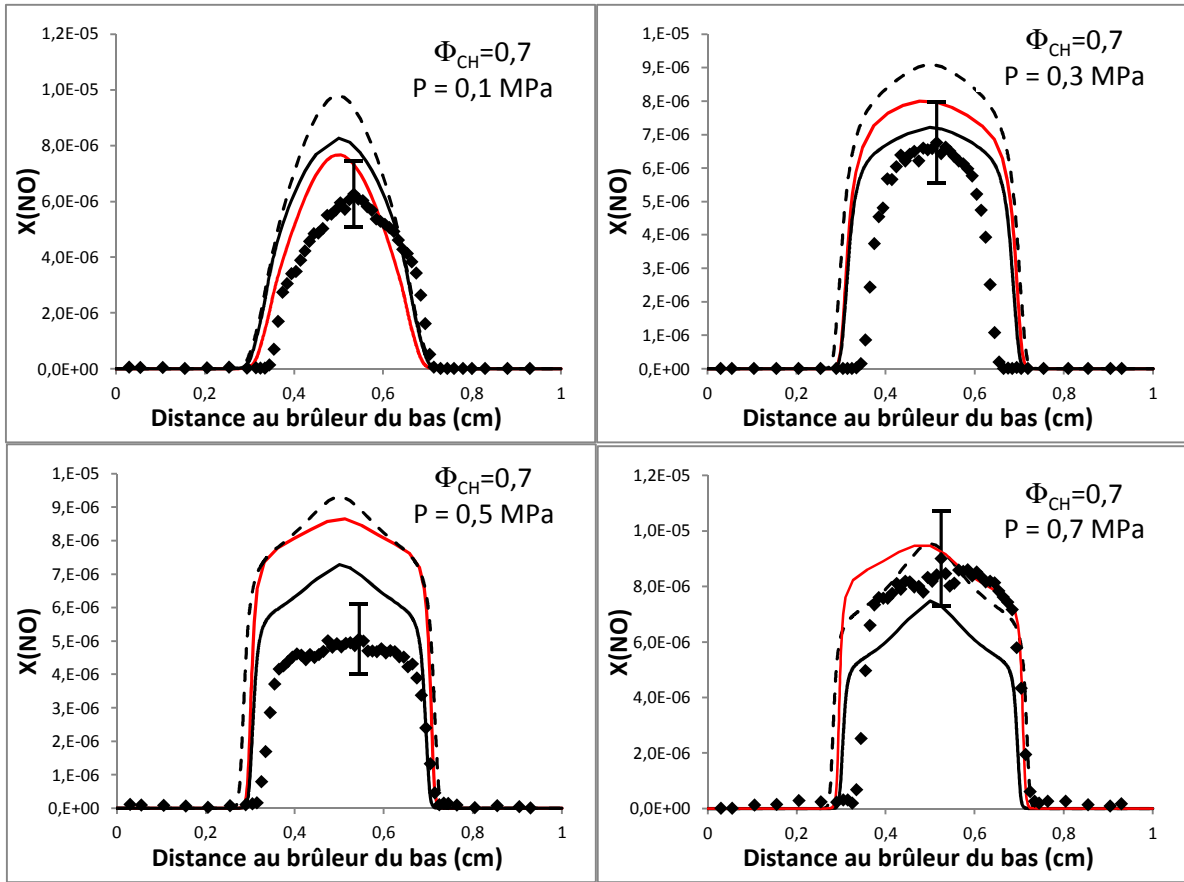 1,2E-05
1,0E-05
8,0E-06
6,0E-06
4,0E-06
2,0E-06
0,0E+00
X(NO)
ΦCH=0,7
P = 0,1 MPa
0
0,2
0,4
0,6
0,8
1
Distance au brûleur du bas (cm)
1,E-05
9,E-06
8,E-06
7,E-06
6,E-06
5,E-06
4,E-06
3,E-06
2,E-06
1,E-06
0,E+00
X(NO)
ΦCH=0,7
P = 0,3 MPa
0
0,2
0,4
0,6
0,8
1
Distance au brûleur du bas (cm)
1,E-05
9,E-06
8,E-06
7,E-06
6,E-06
5,E-06
4,E-06
3,E-06
2,E-06
1,E-06
0,E+00
X(NO)
ΦCH=0,7
P = 0,5 MPa
0
0,2
0,4
0,6
0,8
1
Distance au brûleur du bas (cm)
1,2E-05
1,0E-05
8,0E-06
6,0E-06
4,0E-06
2,0E-06
0,0E+00
X(NO)
ΦCH=0,7
P = 0,7 MPa
0
0,2
0,4
0,6
0,8
1
Distance au brûleur du bas (cm)